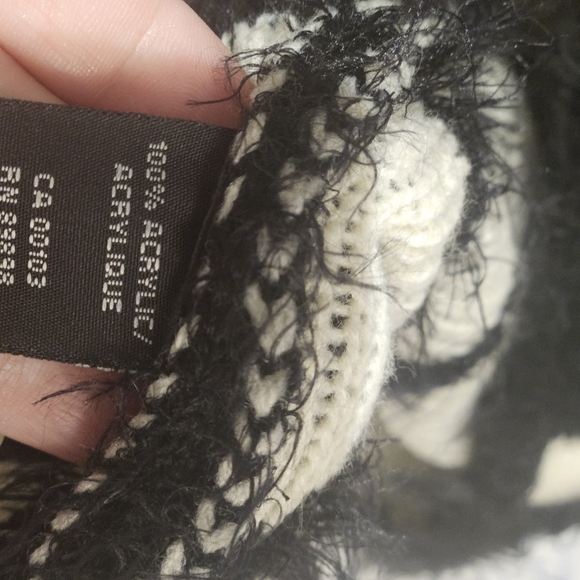 100% ACRYLIC/
ACRYLIQUE
CA 00103
RN